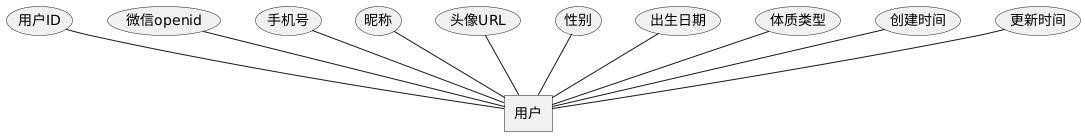 用户ID
微信openid
手机号
昵称
头像URL
性别
出生日期
体质类型
创建时间
更新时间
用户